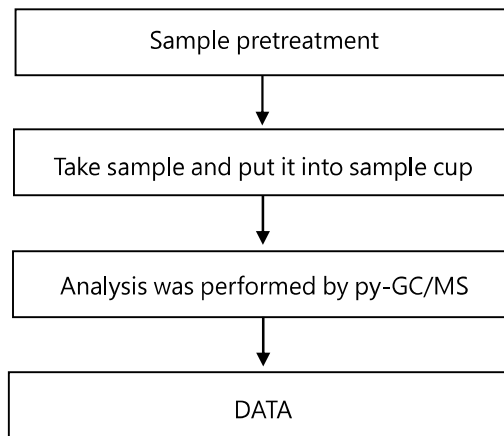 Sample pretreatment
Take sample and put it into sample cup
Analysis was performed by py-GC/MS
DATA